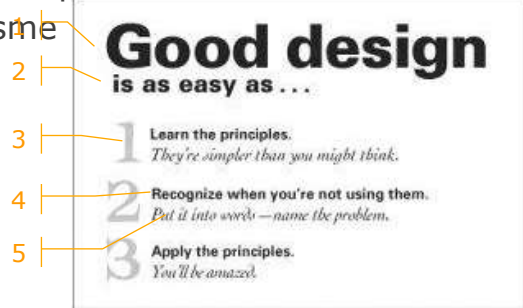 1
sme
Good design
2
is as easy as...
3
1
Learn the principles.
They're simpler than you might think.
4
2
Recognize when you're not using them.
Put it into words—name the problem.
5
3
Apply the principles.
You'll be amazed.